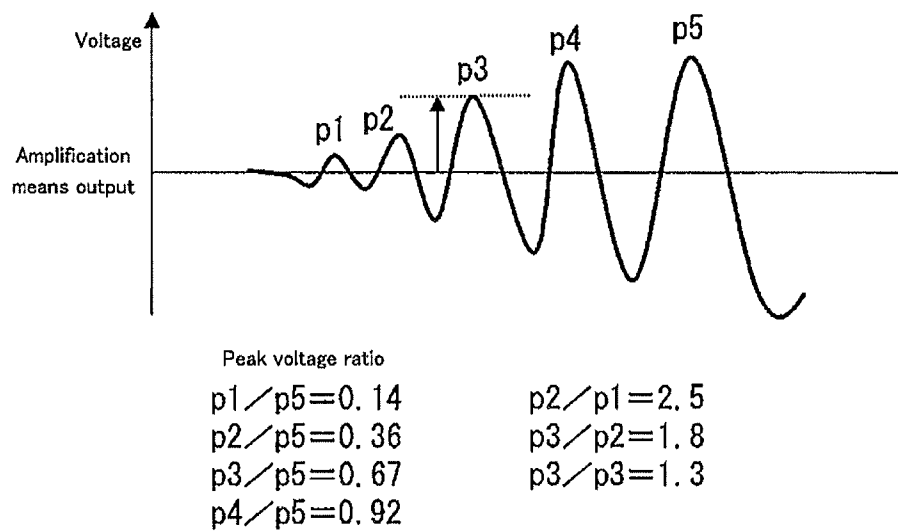 Voltage
Amplification
means output
p1
p2
p3
p4
p5
Peak voltage ratio
p1／p5＝0.14
p2／p5＝0.36
p3／p5＝0.67
p4／p5＝0.92
p2／p1＝2.5
p3／p2＝1.8
p3／p3＝1.3